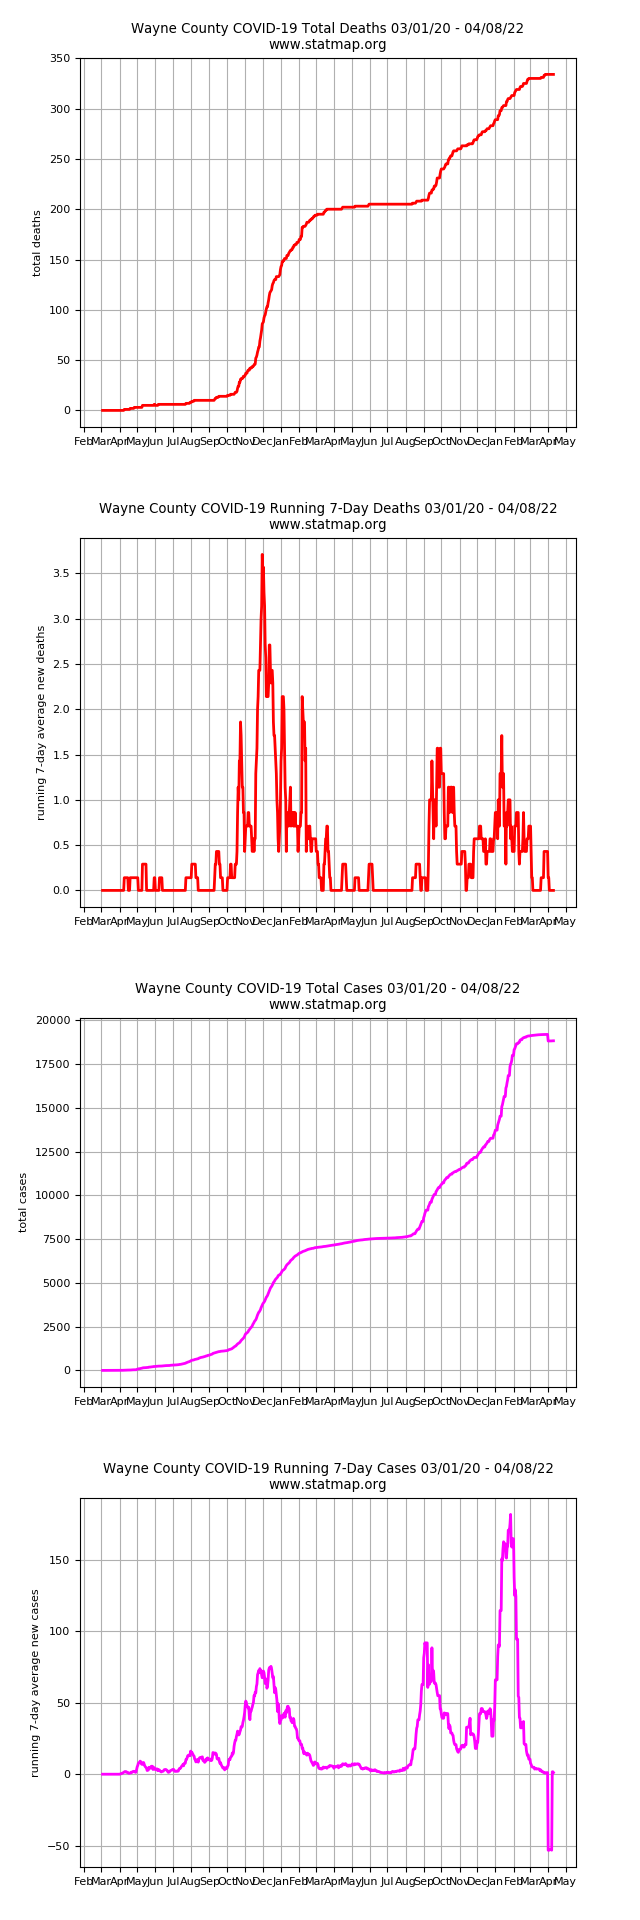 Wayne County COVID-19 Total Deaths 03/01/20 - 04/08/22
www.statmap.org
350
300
250
200
150
100
50
0
total deaths
Feb Mar Apr May Jun Jul Aug Sep Oct Nov Dec Jan Feb Mar Apr May Jun Jul Aug Sep Oct Nov Dec Jan Feb Mar Apr May
Wayne County COVID-19 Running 7-Day Deaths 03/01/20 - 04/08/22
www.statmap.org
3.5
3.0
2.5
2.0
1.5
1.0
0.5
0.0
running 7-day average new deaths
Feb Mar Apr May Jun Jul Aug Sep Oct Nov Dec Jan Feb Mar Apr May Jun Jul Aug Sep Oct Nov Dec Jan Feb Mar Apr May
Wayne County COVID-19 Total Cases 03/01/20 - 04/08/22
www.statmap.org
20000
17500
15000
12500
10000
7500
5000
2500
0
total cases
Feb Mar Apr May Jun Jul Aug Sep Oct Nov Dec Jan Feb Mar Apr May Jun Jul Aug Sep Oct Nov Dec Jan Feb Mar Apr May
Wayne County COVID-19 Running 7-Day Cases 03/01/20 - 04/08/22
www.statmap.org
150
100
50
0
−50
running 7-day average new cases
Feb Mar Apr May Jun Jul Aug Sep Oct Nov Dec Jan Feb Mar Apr May Jun Jul Aug Sep Oct Nov Dec Jan Feb Mar Apr May